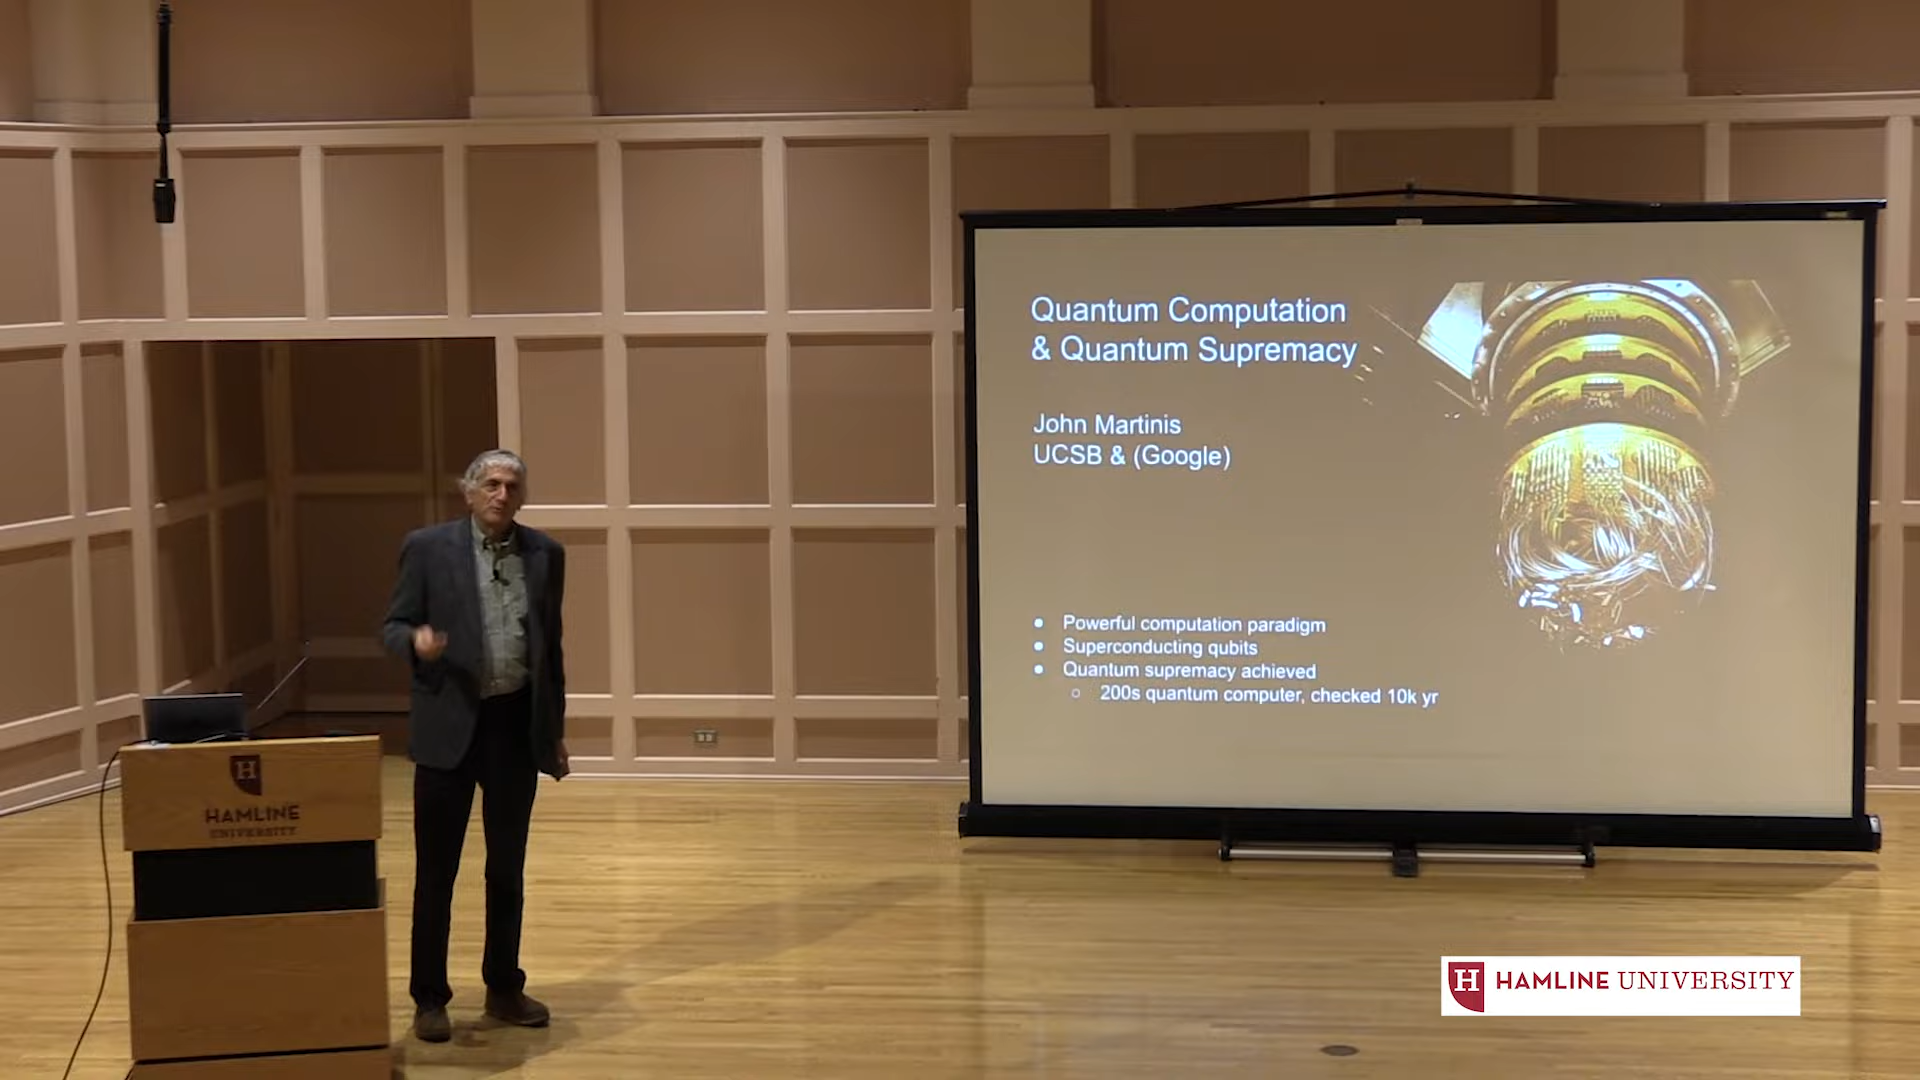 Quantum Computation
& Quantum Supremacy
John Martinis
UCSB & (Google)
● Powerful computation paradigm
● Superconducting qubits
● Quantum supremacy achieved
○ 200s quantum computer, checked 10k yr
H
HAMLINE
UNIVERSITY
H HAMLINE UNIVERSITY